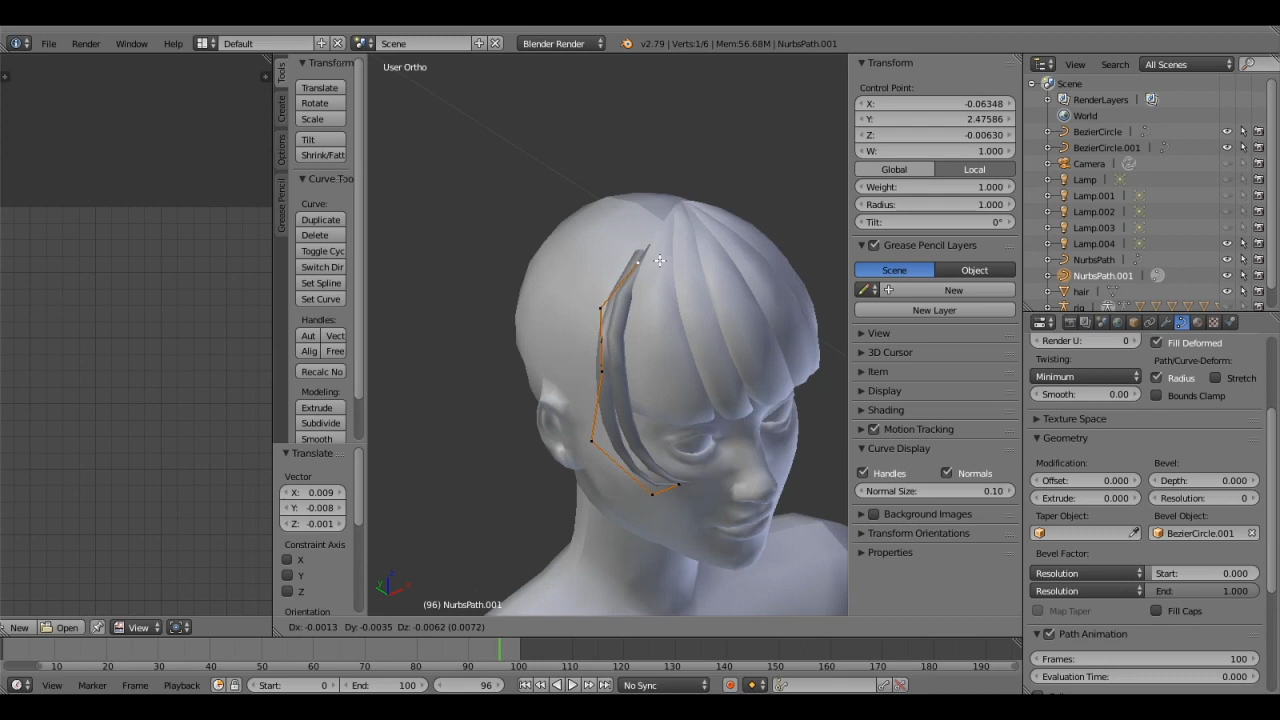 File Render Window Help Default Scene Blender Render v2.79 | Verts:1/6 | Mem:56.68M | NurbsPath.001
Tools
Create
Options
Grease Pencil
Transform
Translate
Rotate
Scale
Tilt
Shrink/Fatt
Curve Too
Curve:
Duplicate
Delete
Toggle Cyc
Switch Dir
Set Spline
Set Curve
Handles:
Aut Vect
Alig Free
Recalc No
Modeling:
Extrude
Subdivide
Smooth
Translate
Vector
X: 0.009
Y: -0.008
Z: -0.001
Constraint Axis
X
Y
Z
Orientation
User Ortho
(96) NurbsPath.001
Transform
Control Point:
X: -0.06348
Y: 2.47586
Z: -0.00630
W: 1.000
Global Local
Weight: 1.000
Radius: 1.000
Tilt: 0°
Grease Pencil Layers
Scene Object
New
New Layer
View
3D Cursor
Item
Display
Shading
Motion Tracking
Curve Display
Handles Normals
Normal Size: 0.10
Background Images
Transform Orientations
Properties
View Search All Scenes
Scene
RenderLayers
World
BezierCircle
BezierCircle.001
Camera
Lamp
Lamp.001
Lamp.002
Lamp.003
Lamp.004
NurbsPath
NurbsPath.001
hair
rig
Render U: 0 Fill Deformed
Twisting: Path/Curve-Deform:
Minimum Radius Stretch
Smooth: 0.00 Bounds Clamp
Texture Space
Geometry
Modification: Bevel:
Offset: 0.000 Depth: 0.000
Extrude: 0.000 Resolution: 0
Taper Object: Bevel Object:
BezierCircle.001
Bevel Factor:
Resolution Start: 0.000
Resolution End: 1.000
Map Taper Fill Caps
Path Animation
Frames: 100
Evaluation Time: 0.000
New Open View Dx: -0.0013 Dy: -0.0035 Dz: -0.0062 (0.0072)
10 20 30 40 50 60 70 80 90 100 110 120 130 140 150 160 170 180 190
View Marker Frame Playback Start: 0 End: 100 96 No Sync